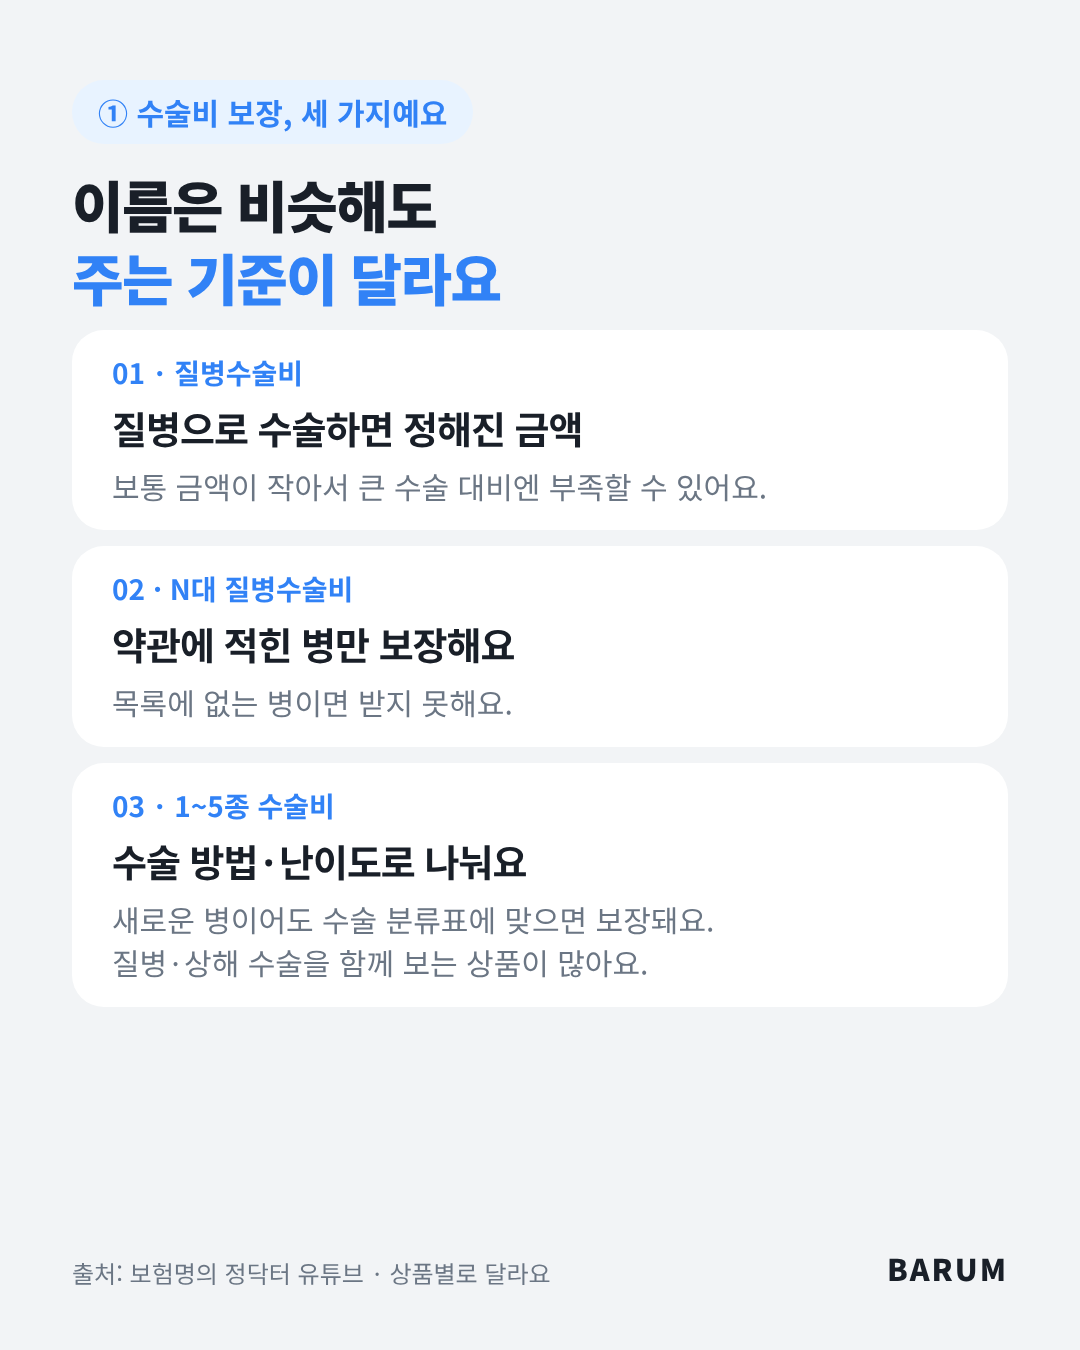 ① 수술비 보장, 세 가지예요
이름은 비슷해도
주는 기준이 달라요
01 · 질병수술비
질병으로 수술하면 정해진 금액
보통 금액이 작아서 큰 수술 대비엔 부족할 수 있어요.
02 · N대 질병수술비
약관에 적힌 병만 보장해요
목록에 없는 병이면 받지 못해요.
03 · 1~5종 수술비
수술 방법·난이도로 나눠요
새로운 병이어도 수술 분류표에 맞으면 보장돼요.
질병·상해 수술을 함께 보는 상품이 많아요.
출처: 보험명의 정닥터 유튜브 · 상품별로 달라요
BARUM